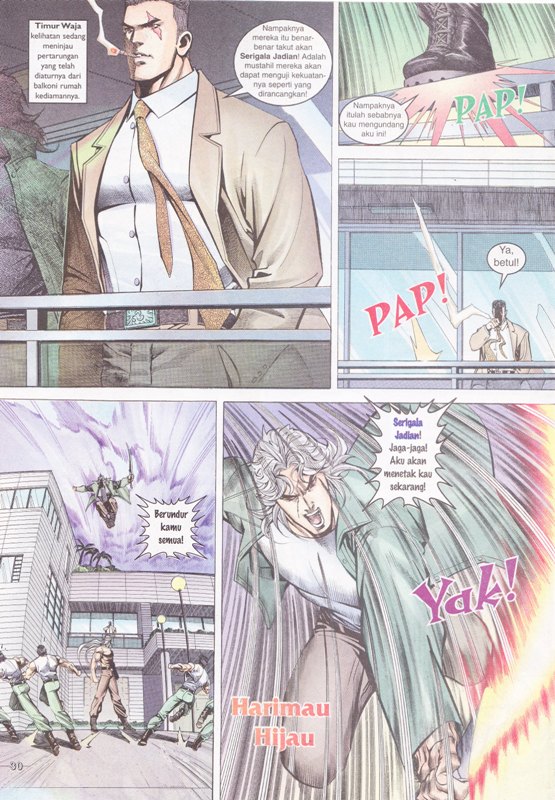 Timur Waja
kelihatan sedang
meninjau
pertarungan
yang telah
diaturnya dari
balkoni rumah
kediamannya.
Nampaknya
mereka itu benar-
benar takut akan
Serigala Jadian! Adalah
mustahil mereka akan
dapat menguji kekuatan-
nya seperti yang
dirancangkan!
Nampaknya
itulah sebabnya
kau mengundang
aku ini!
PAP!
Ya,
betul!
PAP!
Berundur
kamu
semua!
Serigala
Jadian!
Jaga-jaga!
Aku akan
menetak kau
sekarang!
Yak!
Harimau
Hijau
90